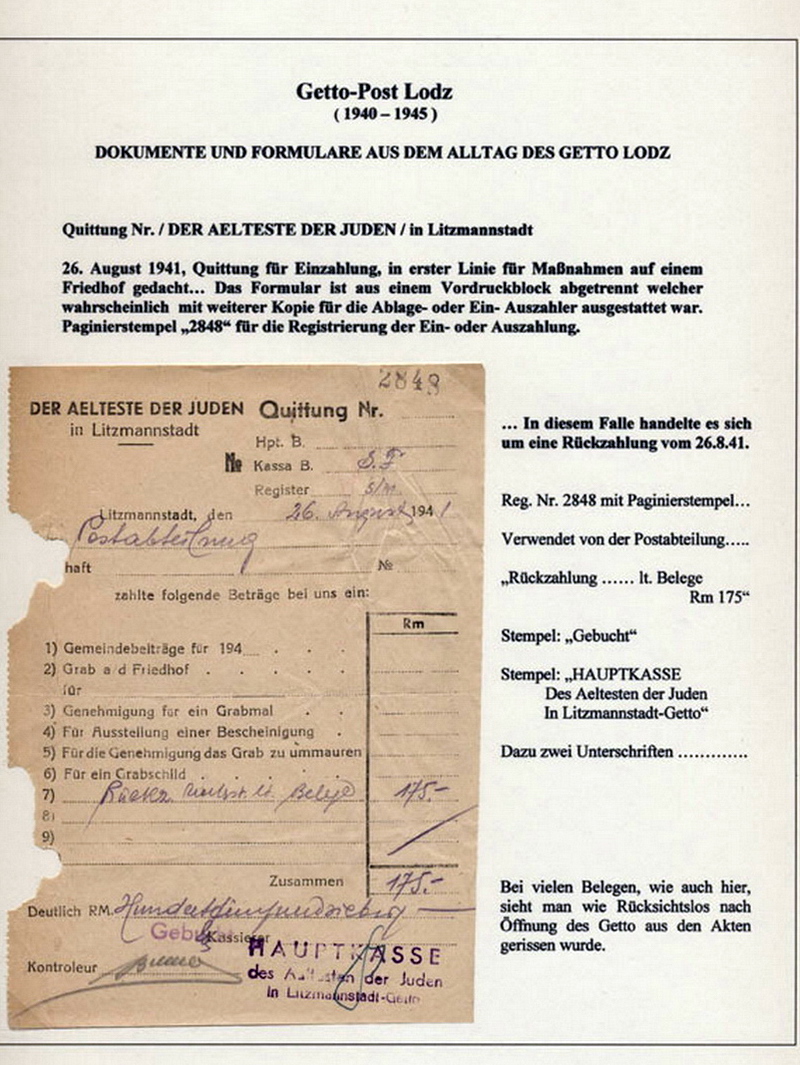 Getto-Post Lodz
( 1940 – 1945 )
DOKUMENTE UND FORMULARE AUS DEM ALLTAG DES GETTO LODZ
Quittung Nr. / DER AELTESTE DER JUDEN / in Litzmannstadt
26. August 1941, Quittung für Einzahlung, in erster Linie für Maßnahmen auf einem
Friedhof gedacht... Das Formular ist aus einem Vordruckblock abgetrennt welcher
wahrscheinlich mit weiterer Kopie für die Ablage- oder Ein- Auszahler ausgestattet war.
Paginierstempel „2848“ für die Registrierung der Ein- oder Auszahlung.
2848
DER AELTESTE DER JUDEN
in Litzmannstadt
Quittung Nr.
Hpt. B.
№ Kassa B.
Register
Litzmannstadt, den 26. August 1941
Postabteilung
haft №
zahlte folgende Beträge bei uns ein:
Rm
1) Gemeindebeiträge für 194
2) Grab a/d Friedhof
für
3) Genehmigung für ein Grabmal
4) Für Ausstellung einer Bescheinigung
5) Für die Genehmigung das Grab zu ummauern
6) Für ein Grabschild
7) lt. Belege 175.-
8)
9)
Zusammen 175.-
Deutlich RM. Hundertfünfundsiebzig
Gebucht
Kassierer
Kontroleur
HAUPTKASSE
des Aeltesten der Juden
in Litzmannstadt-Getto
... In diesem Falle handelte es sich
um eine Rückzahlung vom 26.8.41.
Reg. Nr. 2848 mit Paginierstempel...
Verwendet von der Postabteilung.....
„Rückzahlung ...... lt. Belege
Rm 175“
Stempel: „Gebucht“
Stempel: „HAUPTKASSE
Des Aeltesten der Juden
In Litzmannstadt-Getto“
Dazu zwei Unterschriften ............
Bei vielen Belegen, wie auch hier,
sieht man wie Rücksichtslos nach
Öffnung des Getto aus den Akten
gerissen wurde.